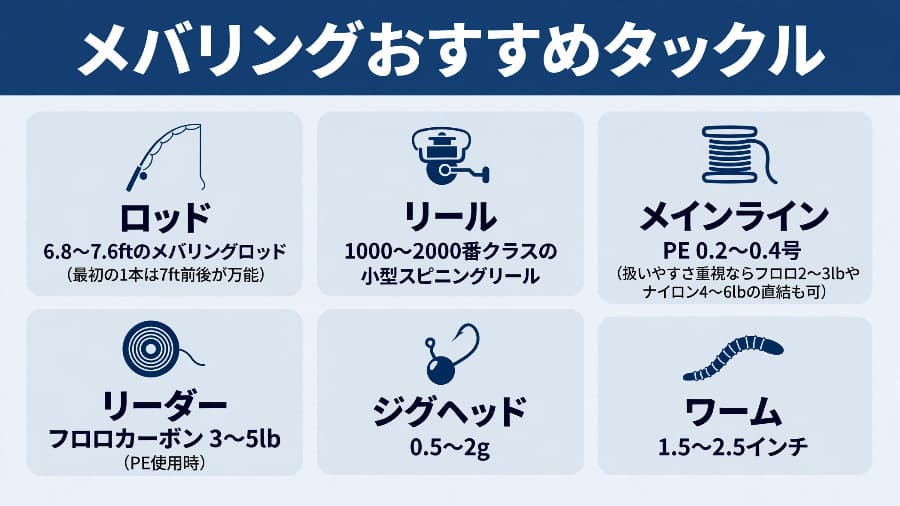 メバリングおすすめタックル
ロッド
6.8〜7.6ftのメバリングロッド
（最初の1本は7ft前後が万能）
リール
1000〜2000番クラスの
小型スピニングリール
メインライン
PE 0.2〜0.4号
（扱いやすさ重視ならフロロ2〜3lbや
ナイロン4〜6lbの直結も可）
リーダー
フロロカーボン 3〜5lb
（PE使用時）
ジグヘッド
0.5〜2g
ワーム
1.5〜2.5インチ